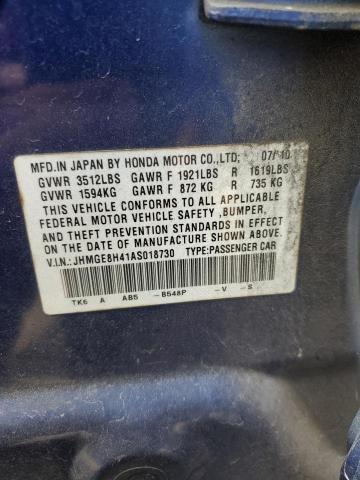 MFD.IN JAPAN BY HONDA MOTOR CO.,LTD; 07/10
GVWR 3512LBS GAWR F 1921LBS R 1619LBS
GVWR 1594KG GAWR F 872 KG R 735 KG
THIS VEHICLE CONFORMS TO ALL APPLICABLE
FEDERAL MOTOR VEHICLE SAFETY ,BUMPER,
AND THEFT PREVENTION STANDARDS IN EFFECT
ON THE DATE OF MANUFACTURE SHOWN ABOVE.
V.I.N.:JHMGE8H41AS018730 TYPE:PASSENGER CAR
TK6 A AB5 -B548P -V -S